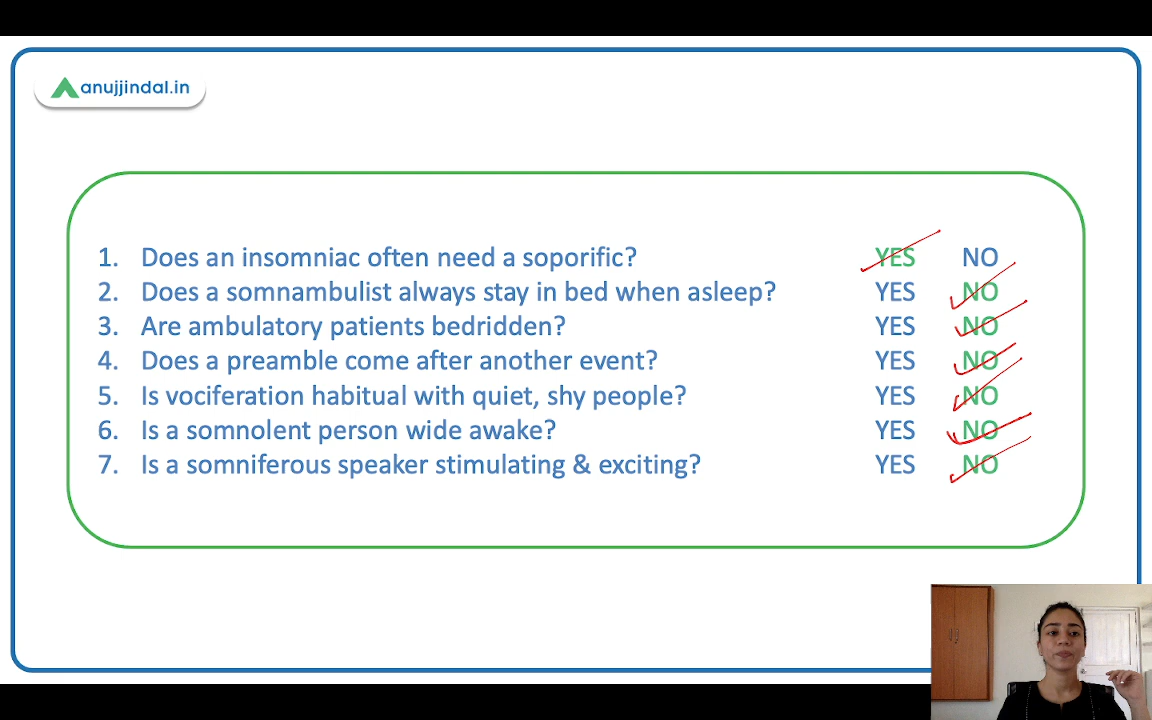 anujjindal.in
1. Does an insomniac often need a soporific? YES NO
2. Does a somnambulist always stay in bed when asleep? YES NO
3. Are ambulatory patients bedridden? YES NO
4. Does a preamble come after another event? YES NO
5. Is vociferation habitual with quiet, shy people? YES NO
6. Is a somnolent person wide awake? YES NO
7. Is a somniferous speaker stimulating & exciting? YES NO